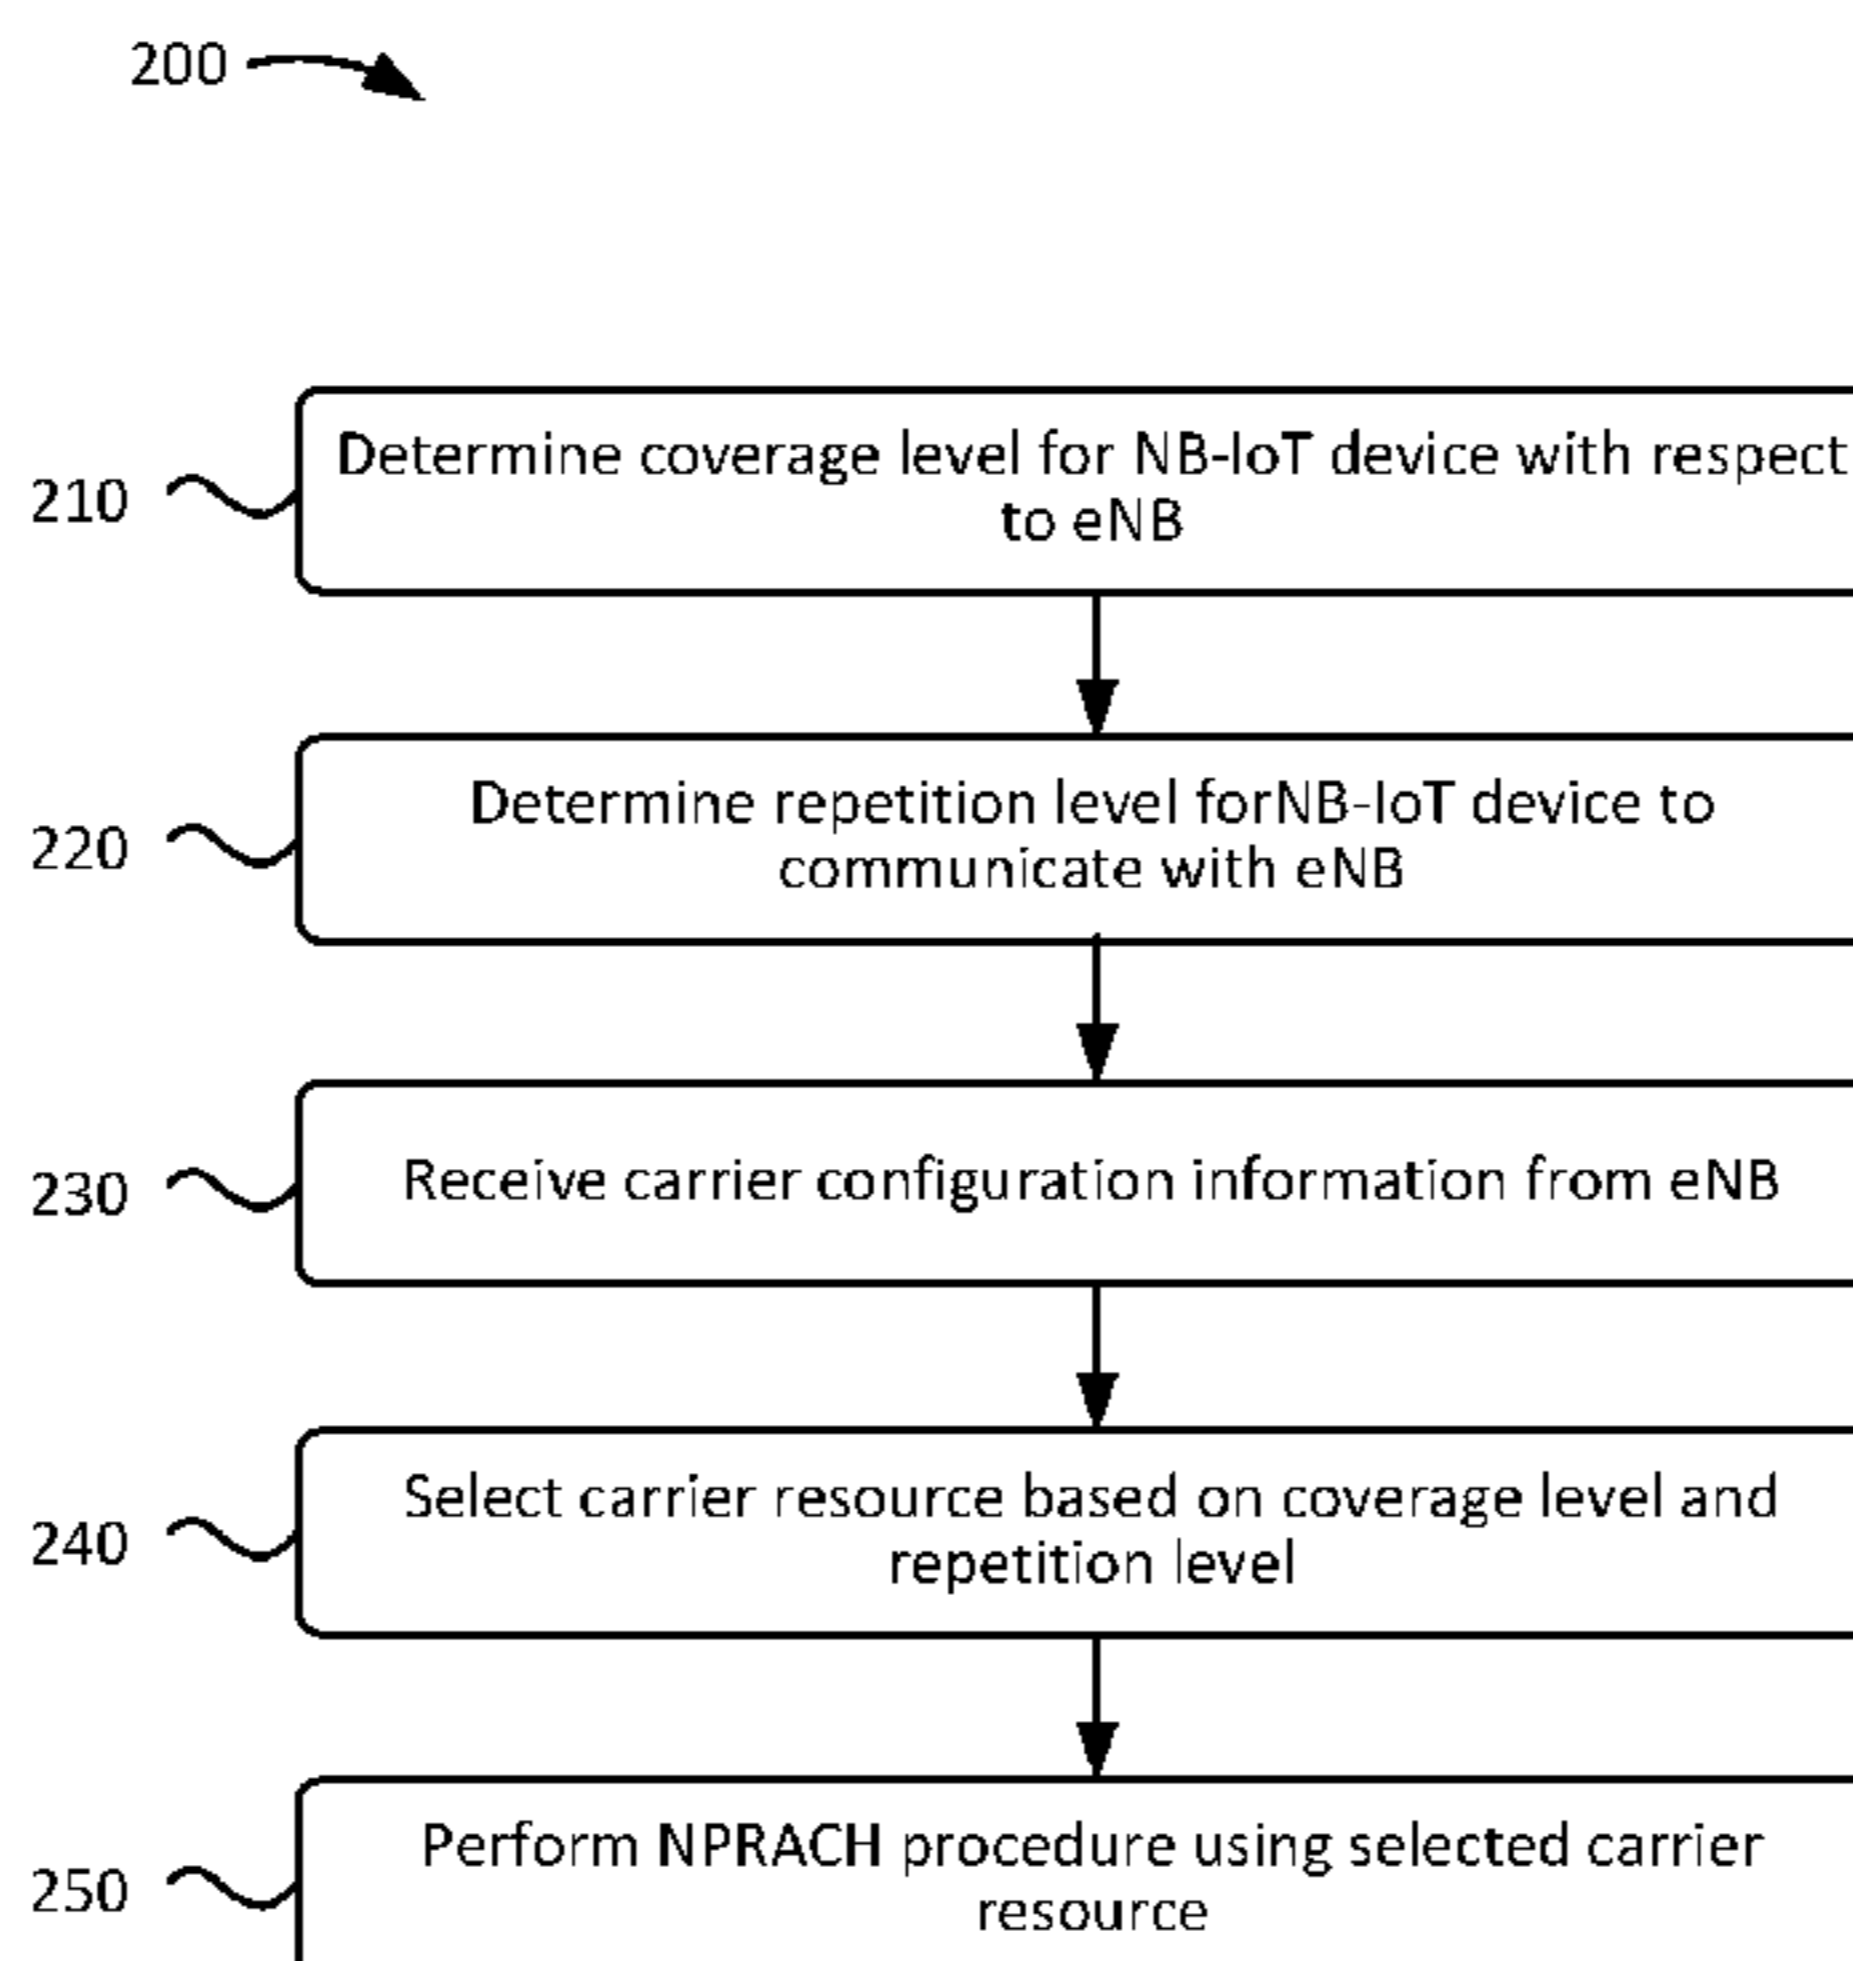 200
210
Determine coverage level for NB-IoT device with respect
to eNB
220
Determine repetition level forNB-IoT device to
communicate with eNB
230
Receive carrier configuration information from eNB
240
Select carrier resource based on coverage level and
repetition level
250
Perform NPRACH procedure using selected carrier
resource